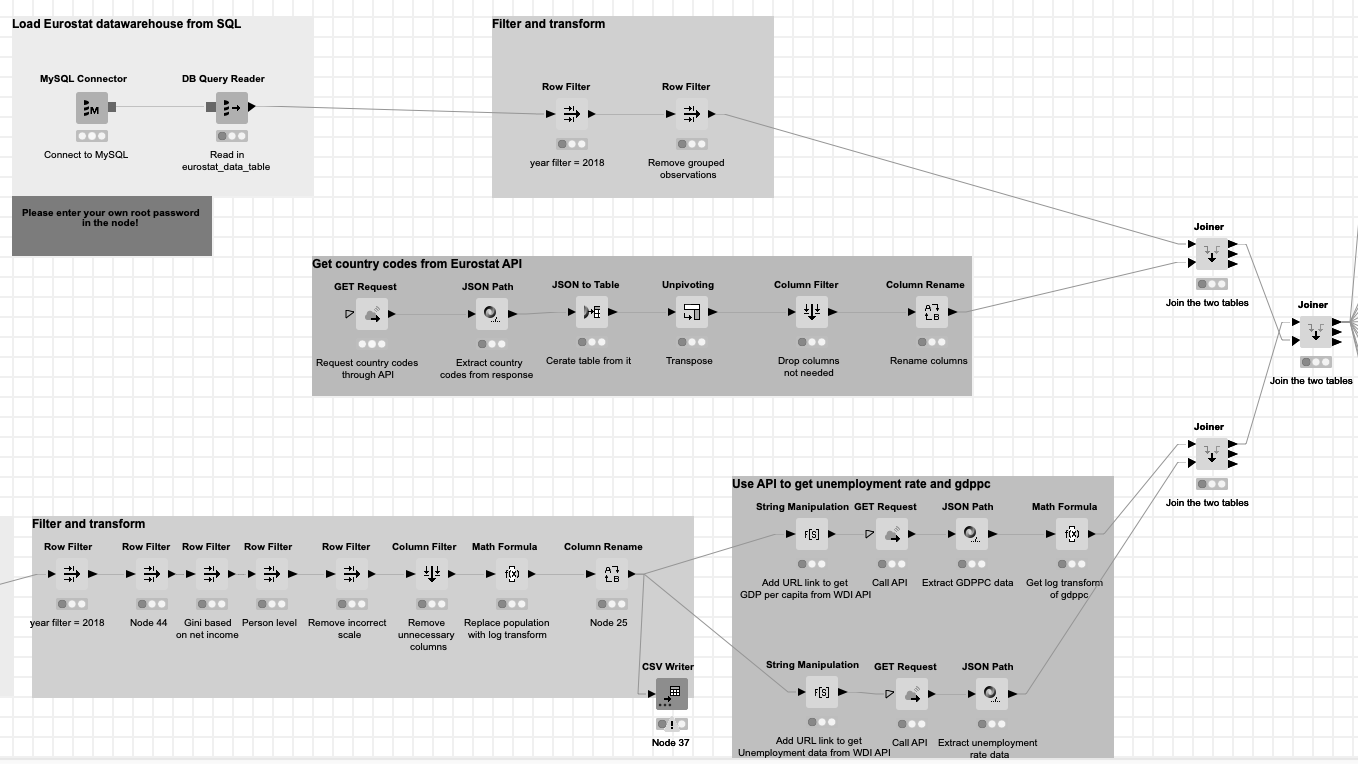 Load Eurostat datawarehouse from SQL
MySQL Connector
M
Connect to MySQL
DB Query Reader
Read in
eurostat_data_table
Please enter your own root password
in the node!
Filter and transform
Row Filter
year filter = 2018
Row Filter
Remove grouped
observations
Get country codes from Eurostat API
GET Request
Request country codes
through API
JSON Path
Extract country
codes from response
JSON to Table
Cerate table from it
Unpivoting
Transpose
Column Filter
Drop columns
not needed
Column Rename
A
B
Rename columns
Joiner
Join the two tables
Joiner
Join the two tables
Joiner
Join the two tables
Filter and transform
Row Filter
year filter = 2018
Row Filter
Node 44
Row Filter
Gini based
on net income
Row Filter
Person level
Row Filter
Remove incorrect
scale
Column Filter
Remove
unnecessary
columns
Math Formula
f(x)
Replace population
with log transform
Column Rename
A
B
Node 25
CSV Writer
!
Node 37
Use API to get unemployment rate and gdppc
String Manipulation
F[S]
Add URL link to get
GDP per capita from WDI API
GET Request
Call API
JSON Path
Extract GDPPC data
Math Formula
f(x)
Get log transform
of gdppc
String Manipulation
F[S]
Add URL link to get
Unemployment data from WDI API
GET Request
Call API
JSON Path
Extract unemployment
rate data